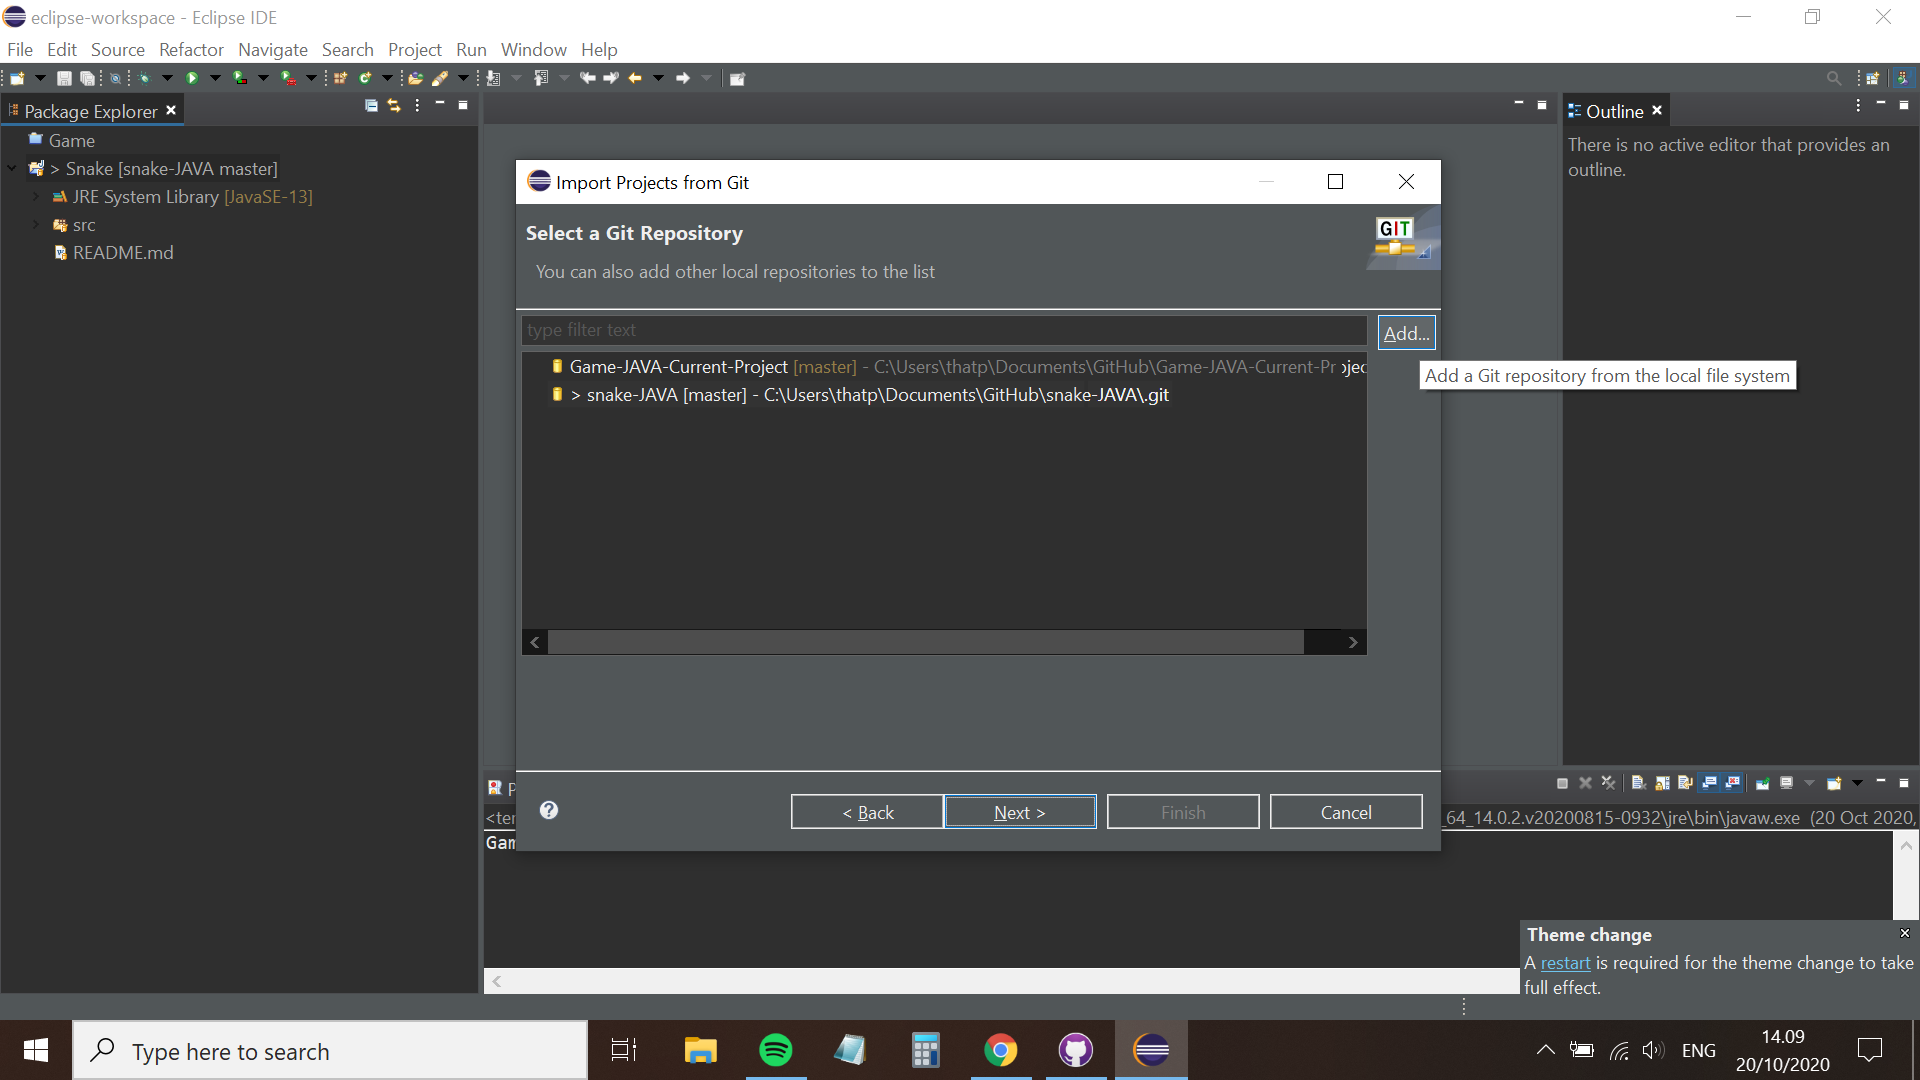 eclipse-workspace - Eclipse IDE
File Edit Source Refactor Navigate Search Project Run Window Help
Package Explorer
Game
> Snake [snake-JAVA master]
JRE System Library [JavaSE-13]
src
README.md
Outline
There is no active editor that provides an
outline.
Import Projects from Git
Select a Git Repository
You can also add other local repositories to the list
GIT
type filter text
Add...
Game-JAVA-Current-Project [master] - C:\Users\thatp\Documents\GitHub\Game-JAVA-Current-Projec
> snake-JAVA [master] - C:\Users\thatp\Documents\GitHub\snake-JAVA\.git
Add a Git repository from the local file system
< Back
Next >
Finish
Cancel
P
<ter
_64_14.0.2.v20200815-0932\jre\bin\javaw.exe (20 Oct 2020,
Gam
Theme change
A restart is required for the theme change to take
full effect.
Type here to search
ENG
14.09
20/10/2020